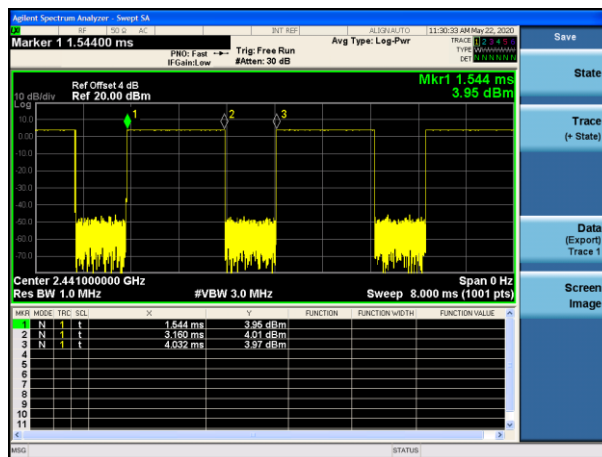 Agilent Spectrum Analyzer - Swept SA
RF 50 Ω AC INT REF ALIGN AUTO 11:30:33 AM May 22, 2020
Marker 1 1.54400 ms
PNO: Fast
IFGain:Low
Trig: Free Run
#Atten: 30 dB
Avg Type: Log-Pwr
TRACE 1 2 3 4 5 6
TYPE
DET N N N N N N
Save
State
Trace
(+ State)
Data
(Export)
Trace 1
Screen
Image
Mkr1 1.544 ms
3.95 dBm
Ref Offset 4 dB
10 dB/div Ref 20.00 dBm
Log
1 2 3
10.0
0.00
-10.0
-20.0
-30.0
-40.0
-50.0
-60.0
-70.0
Center 2.441000000 GHz Span 0 Hz
Res BW 1.0 MHz #VBW 3.0 MHz Sweep 8.000 ms (1001 pts)
MKR MODE TRC SCL X Y FUNCTION FUNCTION WIDTH FUNCTION VALUE
1 N 1 t 1.544 ms 3.95 dBm
2 N 1 t 3.160 ms 4.01 dBm
3 N 1 t 4.032 ms 3.97 dBm
4
5
6
7
8
9
10
11
MSG STATUS